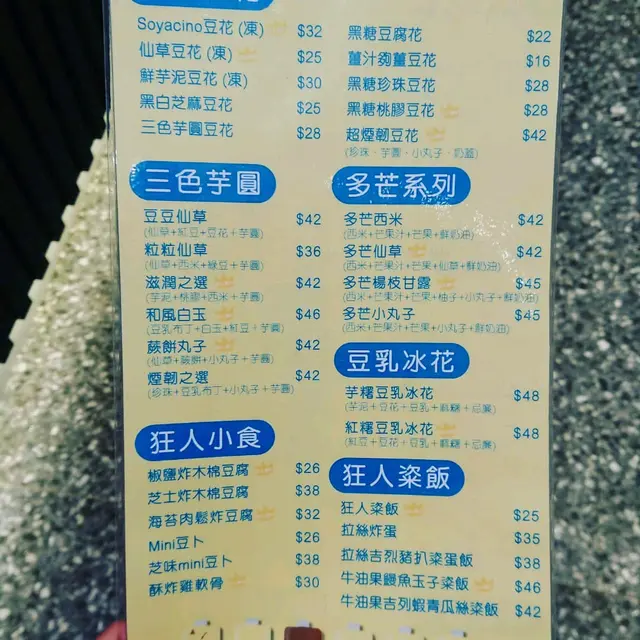 Soyacino豆花 (凍) $32
仙草豆花 (凍) $25
鮮芋泥豆花 (凍) $30
黑白芝麻豆花 $25
三色芋圓豆花 $28
黑糖豆腐花 $22
薑汁夠薑豆花 $16
黑糖珍珠豆花 $28
黑糖桃膠豆花 $28
超煙韌豆花 $42
(珍珠、芋圓、小丸子、奶蓋)
三色芋圓
豆豆仙草 $42
(仙草+紅豆+豆花+芋圓)
粒粒仙草 $36
(仙草+西米+綠豆+芋圓)
滋潤之選 $42
(芋泥+桃膠+西米+芋圓)
和風白玉 $46
(豆乳布丁+白玉+紅豆+芋圓)
蕨餅丸子 $42
(仙草+蕨餅+小丸子+芋圓)
煙韌之選 $42
(珍珠+豆乳布丁+小丸子+芋圓)
多芒系列
多芒西米 $42
(西米+芒果汁+芒果+鮮奶油)
多芒仙草 $42
(西米+芒果汁+芒果+仙草+鮮奶油)
多芒楊枝甘露 $45
(西米+芒果汁+芒果+柚子+小丸子+鮮奶油)
多芒小丸子 $45
(西米+芒果汁+芒果+小丸子+鮮奶油)
豆乳冰花
芋糬豆乳冰花 $48
(芋泥+豆花+豆乳+麻糬+忌廉)
紅糬豆乳冰花 $48
(紅豆+豆花+豆乳+麻糬+忌廉)
狂人小食
椒鹽炸木棉豆腐 $26
芝士炸木棉豆腐 $38
海苔肉鬆炸豆腐 $32
Mini豆卜 $26
芝味mini豆卜 $38
酥炸雞軟骨 $30
狂人粢飯
狂人粢飯 $25
拉絲炸蛋 $35
拉絲吉烈豬扒粢蛋飯 $38
牛油果鰻魚玉子粢飯 $46
牛油果吉列蝦青瓜絲粢飯 $42